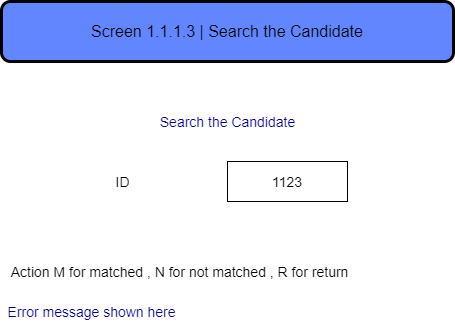 Screen 1.1.1.3 | Search the Candidate
Search the Candidate
ID 1123
Action M for matched , N for not matched , R for return
Error message shown here